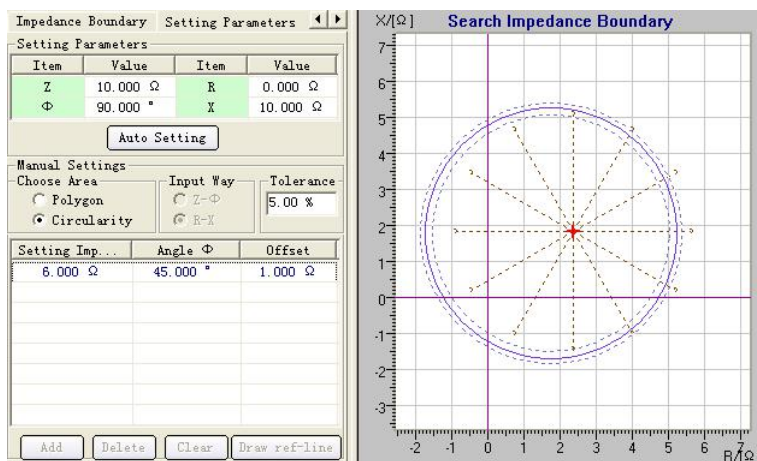 Impedance Boundary Setting Parameters
Setting Parameters
Item Value Item Value
Z 10.000 Ω R 0.000 Ω
Φ 90.000 ° X 10.000 Ω
Auto Setting
Manual Settings
Choose Area Input Way Tolerance
Polygon Z-Φ 5.00 %
Circularity R-X
Setting Imp... Angle Φ Offset
6.000 Ω 45.000 ° 1.000 Ω
Add Delete Clear Draw ref-line
X/[Ω] Search Impedance Boundary
7
6
5
4
3
2
1
0
-1
-2
-3
-2 -1 0 1 2 3 4 5 6 7
R/[Ω